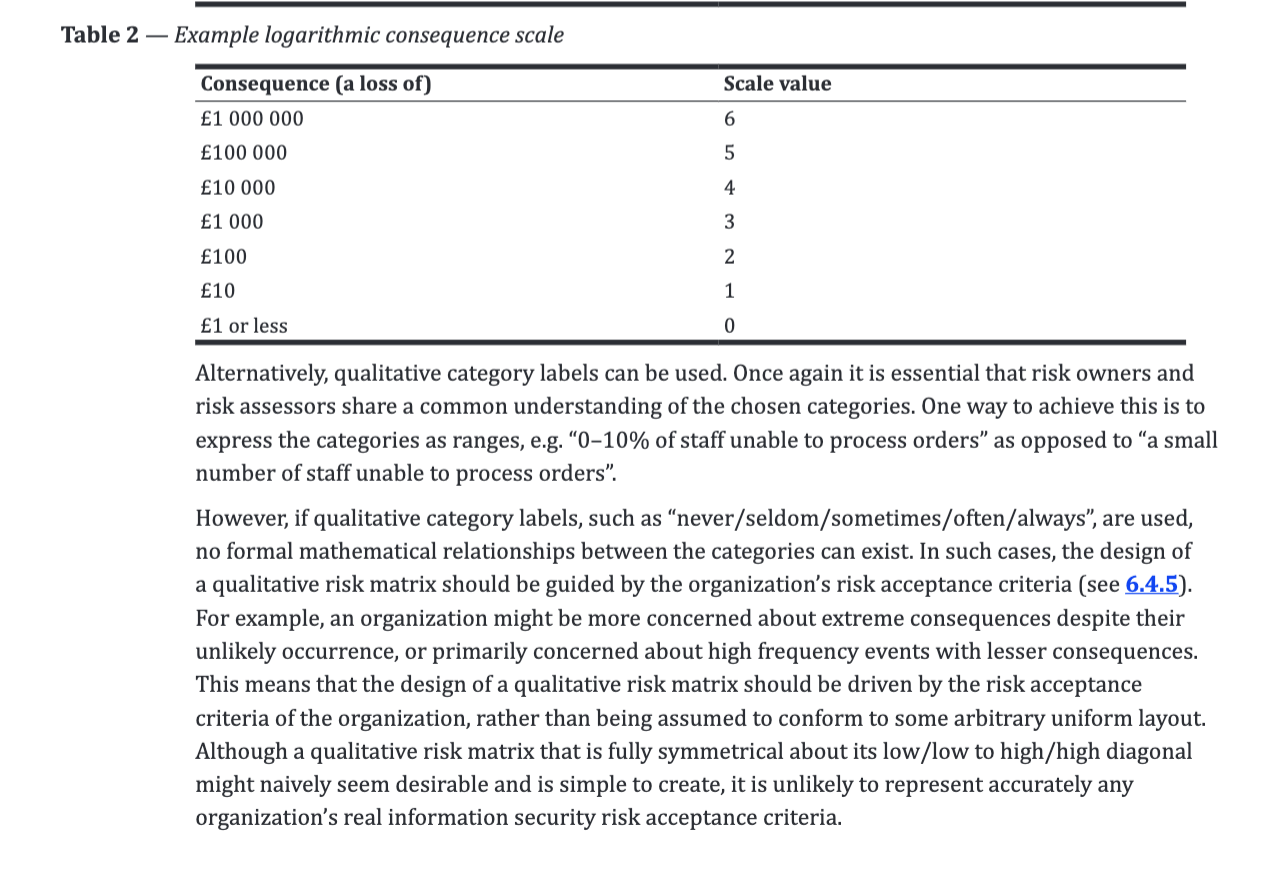 Table 2 — Example logarithmic consequence scale
Consequence (a loss of) Scale value
£1 000 000 6
£100 000 5
£10 000 4
£1 000 3
£100 2
£10 1
£1 or less 0
Alternatively, qualitative category labels can be used. Once again it is essential that risk owners and
risk assessors share a common understanding of the chosen categories. One way to achieve this is to
express the categories as ranges, e.g. “0–10% of staff unable to process orders” as opposed to “a small
number of staff unable to process orders”.
However, if qualitative category labels, such as “never/seldom/sometimes/often/always”, are used,
no formal mathematical relationships between the categories can exist. In such cases, the design of
a qualitative risk matrix should be guided by the organization’s risk acceptance criteria (see 6.4.5).
For example, an organization might be more concerned about extreme consequences despite their
unlikely occurrence, or primarily concerned about high frequency events with lesser consequences.
This means that the design of a qualitative risk matrix should be driven by the risk acceptance
criteria of the organization, rather than being assumed to conform to some arbitrary uniform layout.
Although a qualitative risk matrix that is fully symmetrical about its low/low to high/high diagonal
might naively seem desirable and is simple to create, it is unlikely to represent accurately any
organization’s real information security risk acceptance criteria.